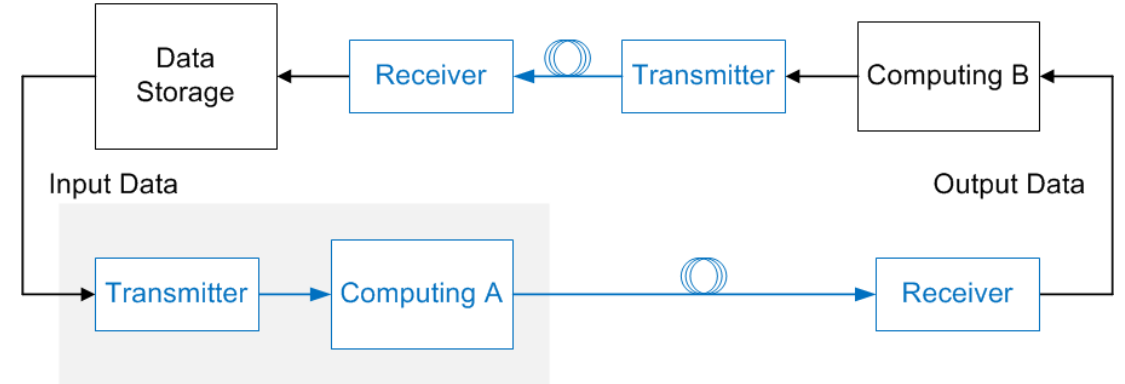 Data
Storage
Receiver
Transmitter
Computing B
Input Data
Output Data
Transmitter
Computing A
Receiver